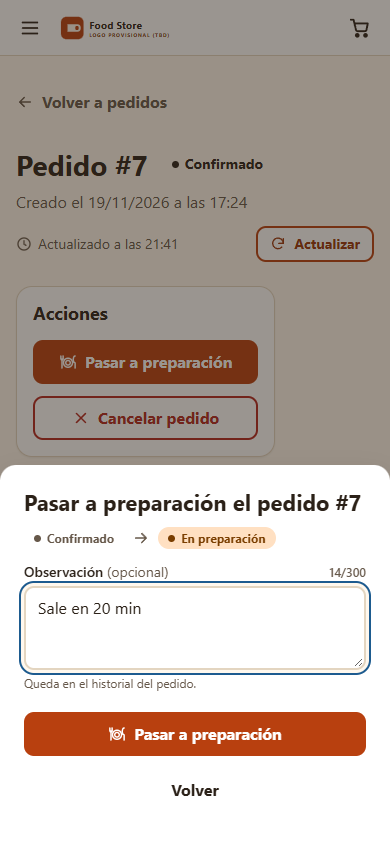 Food Store
LOGO PROVISIONAL (TBD)
Volver a pedidos
Pedido #7
Confirmado
Creado el 19/11/2026 a las 17:24
Actualizado a las 21:41
Actualizar
Acciones
Pasar a preparación
Cancelar pedido
Pasar a preparación el pedido #7
Confirmado
En preparación
Observación (opcional)
14/300
Sale en 20 min
Queda en el historial del pedido.
Pasar a preparación
Volver